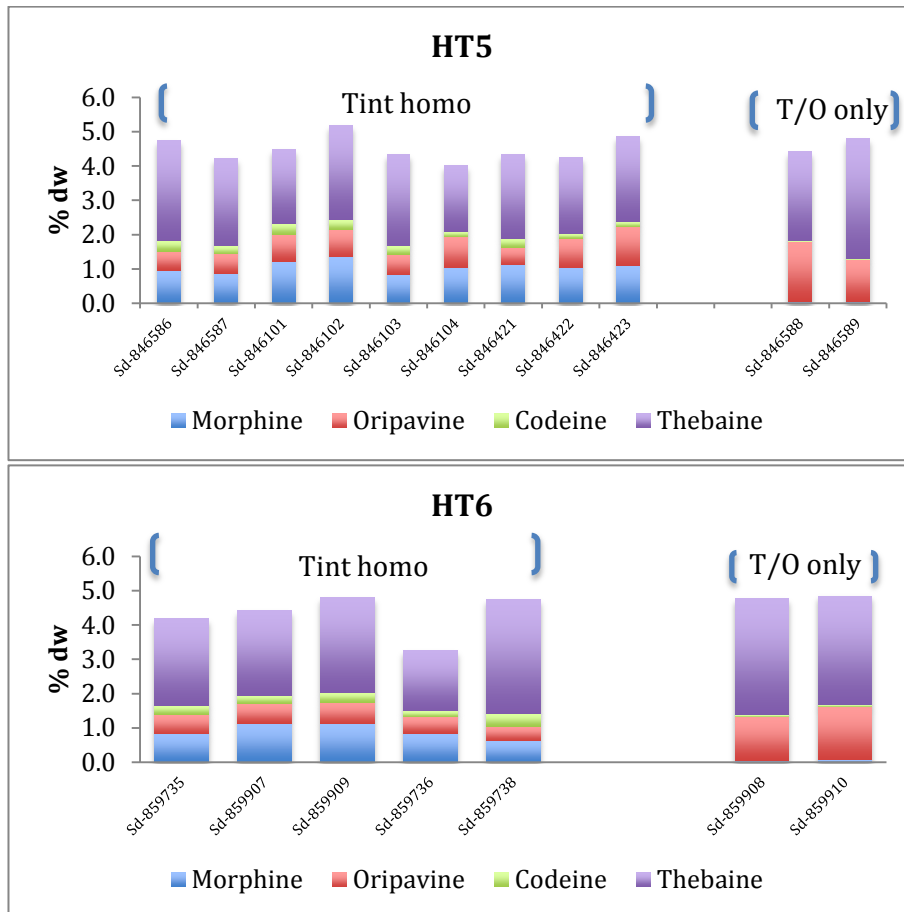 HT5
Tint homo
T/O only
% dw
6.0
5.0
4.0
3.0
2.0
1.0
0.0
Sd-846586
Sd-846587
Sd-846101
Sd-846102
Sd-846103
Sd-846104
Sd-846421
Sd-846422
Sd-846423
Sd-846588
Sd-846589
Morphine Oripavine Codeine Thebaine
HT6
Tint homo
T/O only
% dw
6.0
5.0
4.0
3.0
2.0
1.0
0.0
Sd-859735
Sd-859907
Sd-859909
Sd-859736
Sd-859738
Sd-859908
Sd-859910
Morphine Oripavine Codeine Thebaine